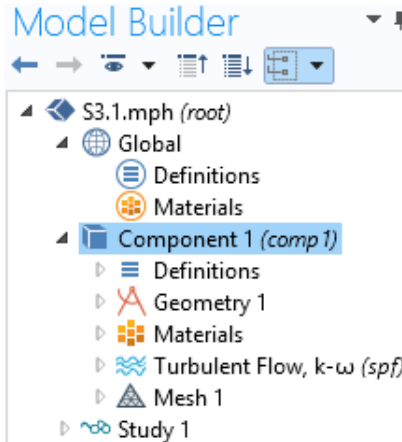 Model Builder
S3.1.mph (root)
Global
Definitions
Materials
Component 1 (comp1)
Definitions
Geometry 1
Materials
Turbulent Flow, k-ω (spf)
Mesh 1
Study 1